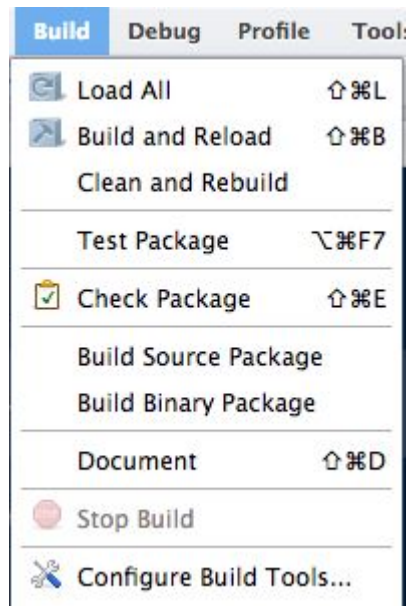 Build Debug Profile Tools
Load All ⇧⌘L
Build and Reload ⇧⌘B
Clean and Rebuild
Test Package ⌥⌘F7
Check Package ⇧⌘E
Build Source Package
Build Binary Package
Document ⇧⌘D
Stop Build
Configure Build Tools...